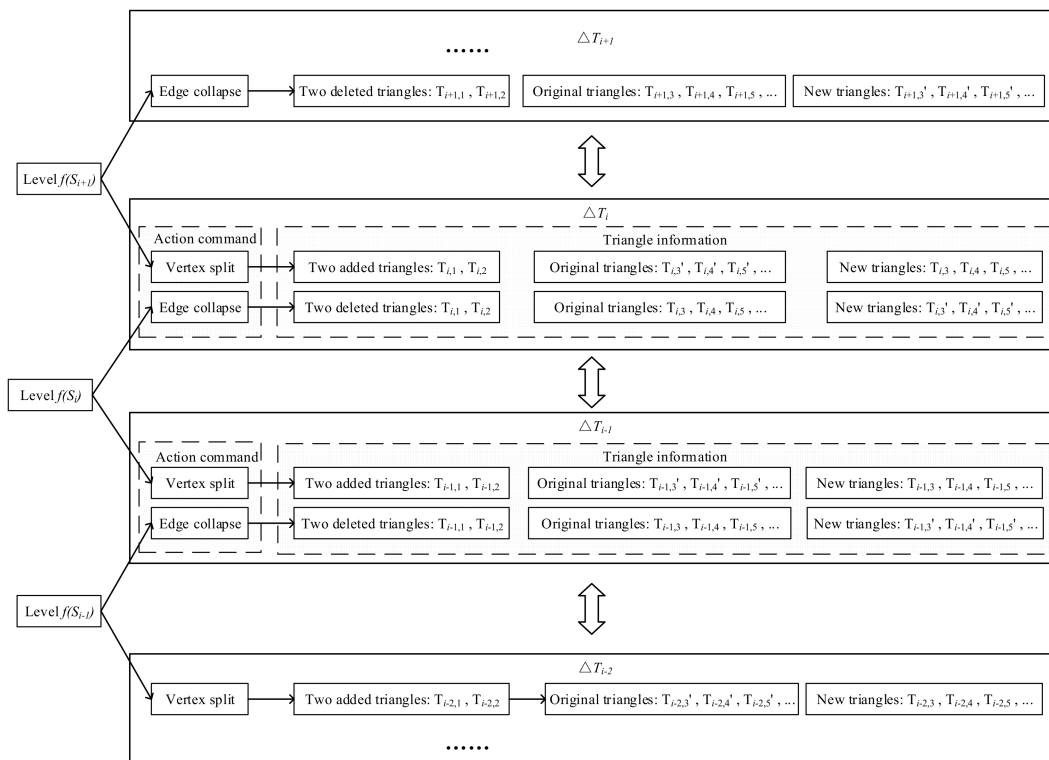 △T_{i+1}
......
Edge collapse
Two deleted triangles: T_{i+1,1} , T_{i+1,2}
Original triangles: T_{i+1,3} , T_{i+1,4} , T_{i+1,5} , ...
New triangles: T_{i+1,3}' , T_{i+1,4}' , T_{i+1,5}' , ...
Level f(S_{i+1})
△T_i
Action command
Triangle information
Vertex split
Two added triangles: T_{i,1} , T_{i,2}
Original triangles: T_{i,3}' , T_{i,4}' , T_{i,5}' , ...
New triangles: T_{i,3} , T_{i,4} , T_{i,5} , ...
Edge collapse
Two deleted triangles: T_{i,1} , T_{i,2}
Original triangles: T_{i,3} , T_{i,4} , T_{i,5} , ...
New triangles: T_{i,3}' , T_{i,4}' , T_{i,5}' , ...
Level f(S_i)
△T_{i-1}
Action command
Triangle information
Vertex split
Two added triangles: T_{i-1,1} , T_{i-1,2}
Original triangles: T_{i-1,3}' , T_{i-1,4}' , T_{i-1,5}' , ...
New triangles: T_{i-1,3} , T_{i-1,4} , T_{i-1,5} , ...
Edge collapse
Two deleted triangles: T_{i-1,1} , T_{i-1,2}
Original triangles: T_{i-1,3} , T_{i-1,4} , T_{i-1,5} , ...
New triangles: T_{i-1,3}' , T_{i-1,4}' , T_{i-1,5}' , ...
Level f(S_{i-1})
△T_{i-2}
Vertex split
Two added triangles: T_{i-2,1} , T_{i-2,2}
Original triangles: T_{i-2,3}' , T_{i-2,4}' , T_{i-2,5}' , ...
New triangles: T_{i-2,3} , T_{i-2,4} , T_{i-2,5} , ...
......